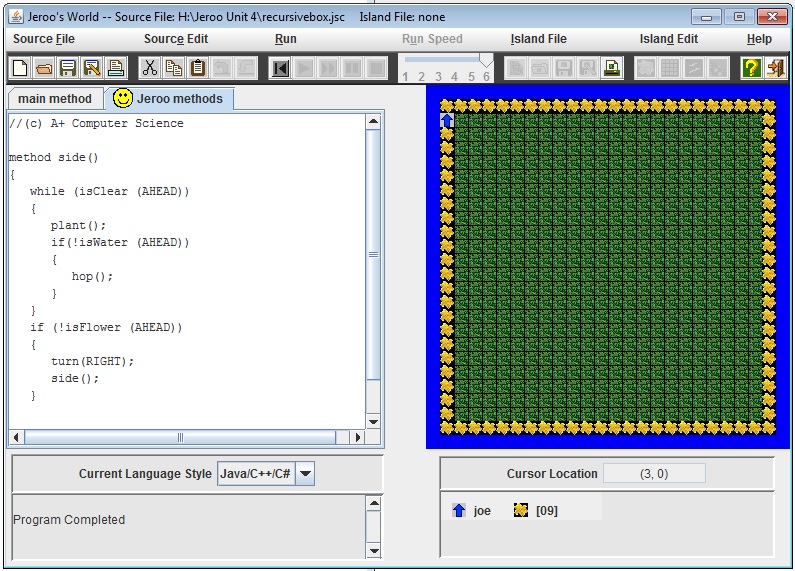 Jeroo's World -- Source File: H:\Jeroo Unit 4\recursivebox.jsc    Island File: none
Source File Source Edit Run Run Speed Island File Island Edit Help
1 2 3 4 5 6
main method Jeroo methods
//(c) A+ Computer Science
method side()
{
while (isClear (AHEAD))
{
plant();
if(!isWater (AHEAD))
{
hop();
}
}
if (!isFlower (AHEAD))
{
turn(RIGHT);
side();
}
Current Language Style Java/C++/C#
Cursor Location (3, 0)
Program Completed
joe [09]